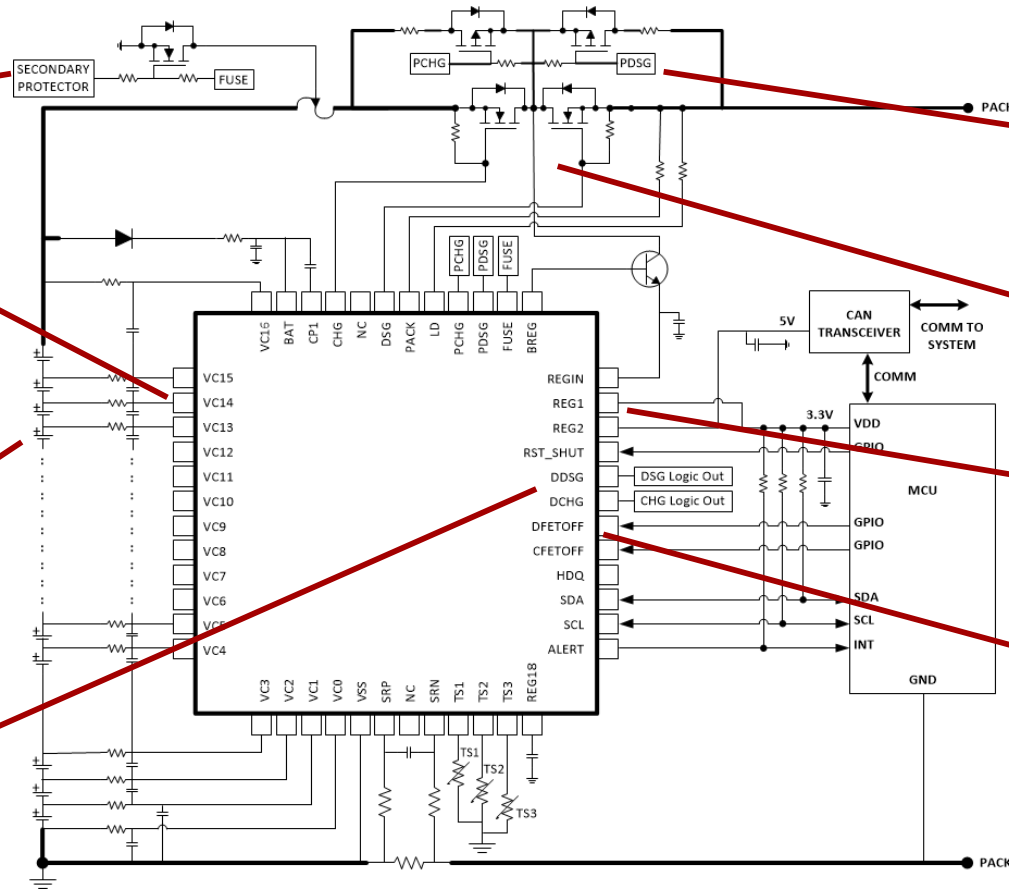 SECONDARY
PROTECTOR
FUSE
PCHG
PDSG
PACK
PCHG
PDSG
FUSE
VC16
BAT
CP1
CHG
NC
DSG
PACK
LD
PCHG
PDSG
FUSE
BREG
5V
CAN
TRANSCEIVER
COMM TO
SYSTEM
COMM
VC15
VC14
VC13
VC12
VC11
VC10
VC9
VC8
VC7
VC6
VC5
VC4
REGIN
REG1
REG2
RST_SHUT
DDSG
DCHG
DFETOFF
CFETOFF
HDQ
SDA
SCL
ALERT
DSG Logic Out
CHG Logic Out
3.3V
VDD
GPIO
MCU
GPIO
GPIO
SDA
SCL
INT
GND
VC3
VC2
VC1
VC0
VSS
SRP
NC
SRN
TS1
TS2
TS3
REG18
TS1
TS2
TS3
PACK